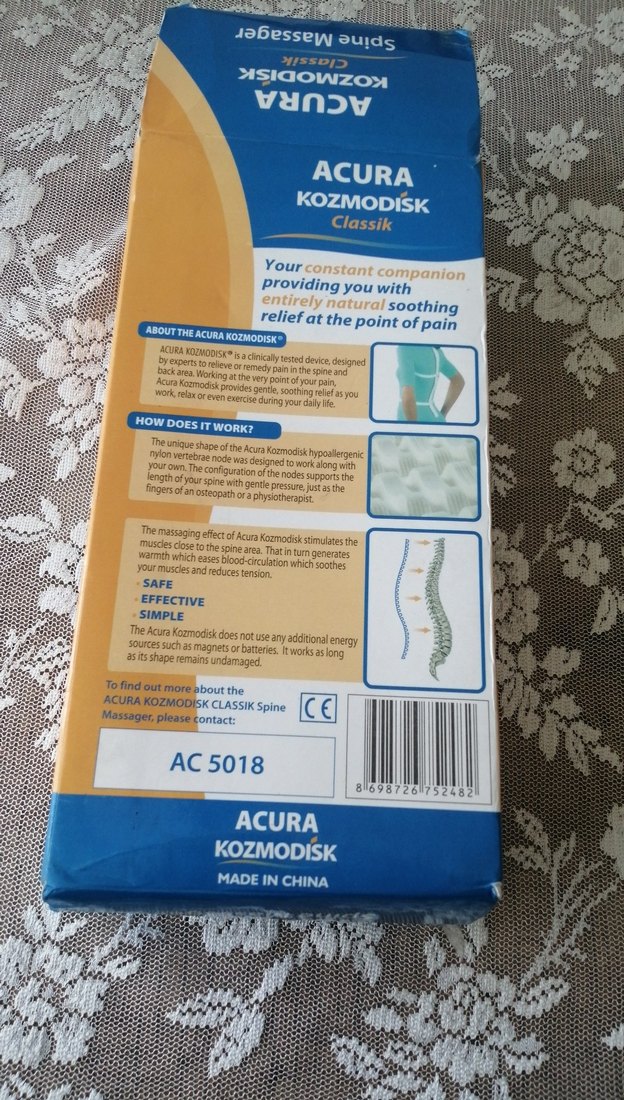 Spine Massager
Classik
KOZMODISK
ACURA
ACURA
KOZMODISK
Classik
Your constant companion
providing you with
entirely natural soothing
relief at the point of pain
ABOUT THE ACURA KOZMODISK®
ACURA KOZMODISK® is a clinically tested device, designed
by experts to relieve or remedy pain in the spine and
back area. Working at the very point of your pain,
Acura Kozmodisk provides gentle, soothing relief as you
work, relax or even exercise during your daily life.
HOW DOES IT WORK?
The unique shape of the Acura Kozmodisk hypoallergenic
nylon vertebrae node was designed to work along with
your own. The configuration of the nodes supports the
length of your spine with gentle pressure, just as the
fingers of an osteopath or a physiotherapist.
The massaging effect of Acura Kozmodisk stimulates the
muscles close to the spine area. That in turn generates
warmth which eases blood-circulation which soothes
your muscles and reduces tension.
· SAFE
· EFFECTIVE
· SIMPLE
The Acura Kozmodisk does not use any additional energy
sources such as magnets or batteries. It works as long
as its shape remains undamaged.
To find out more about the
ACURA KOZMODISK CLASSIK Spine
Massager, please contact:
CE
AC 5018
8 698726 752482
ACURA
KOZMODISK
MADE IN CHINA